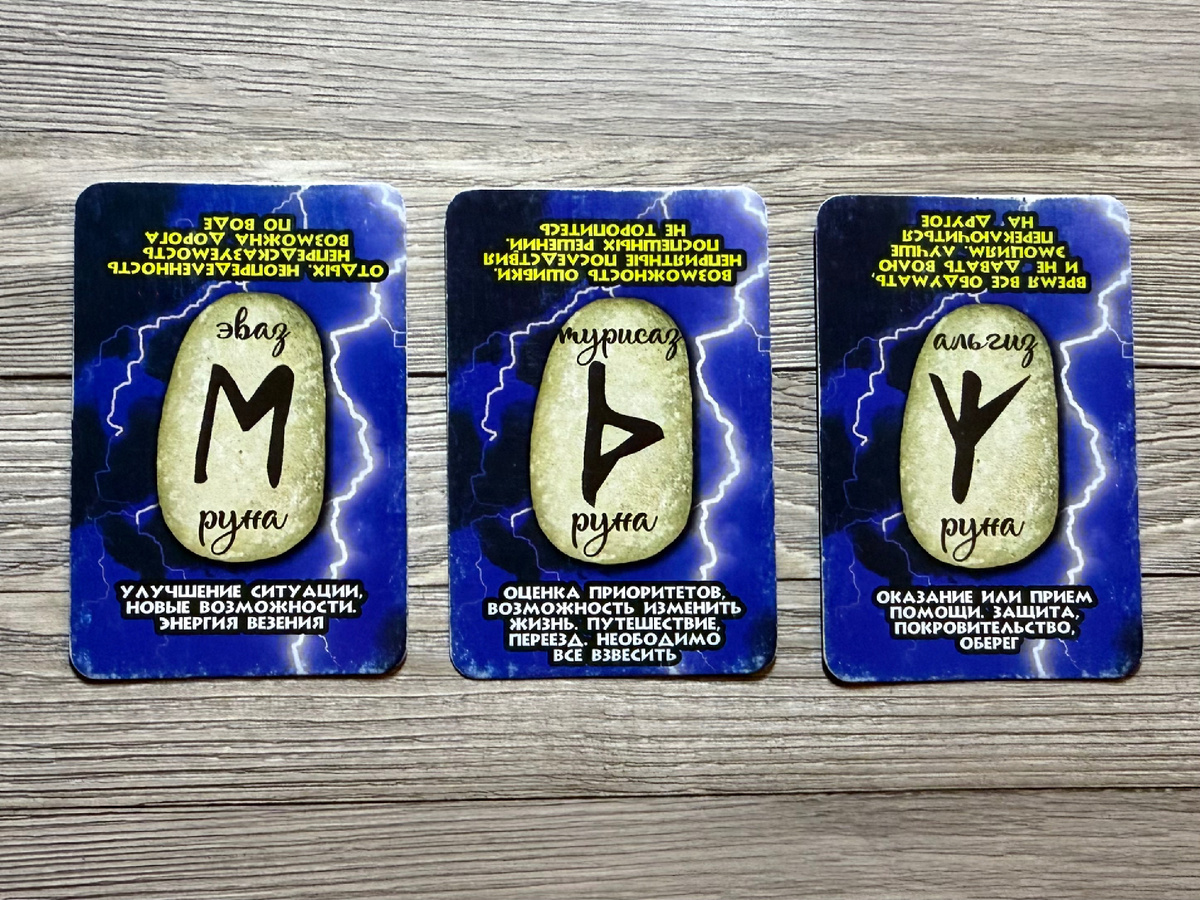 ОТДЫХ, НЕОПРЕДЕЛЕННОСТЬ
НЕПРЕДСКАЗУЕМОСТЬ
ВОЗМОЖНА ДОРОГА
ПО ВОДЕ
эваз
ᛖ
руна
УЛУЧШЕНИЕ СИТУАЦИИ,
НОВЫЕ ВОЗМОЖНОСТИ.
ЭНЕРГИЯ ВЕЗЕНИЯ
ВОЗМОЖНОСТЬ ОШИБКИ.
НЕПРИЯТНЫЕ ПОСЛЕДСТВИЯ
ПОСПЕШНЫХ РЕШЕНИЙ.
НЕ ТОРОПИТЕСЬ
турисаз
ᚦ
руна
ОЦЕНКА ПРИОРИТЕТОВ,
ВОЗМОЖНОСТЬ ИЗМЕНИТЬ
ЖИЗНЬ. ПУТЕШЕСТВИЕ,
ПЕРЕЕЗД. НЕОБОДИМО
ВСЕ ВЗВЕСИТЬ
ВРЕМЯ ВСЕ ОБДУМАТЬ,
И НЕ ДАВАТЬ ВОЛЮ
ЭМОЦИЯМ. ЛУЧШЕ
ПЕРЕКЛЮЧИТЬСЯ
НА ДРУГОЕ
альгиз
ᛉ
руна
ОКАЗАНИЕ ИЛИ ПРИЕМ
ПОМОЩИ. ЗАЩИТА,
ПОКРОВИТЕЛЬСТВО,
ОБЕРЕГ